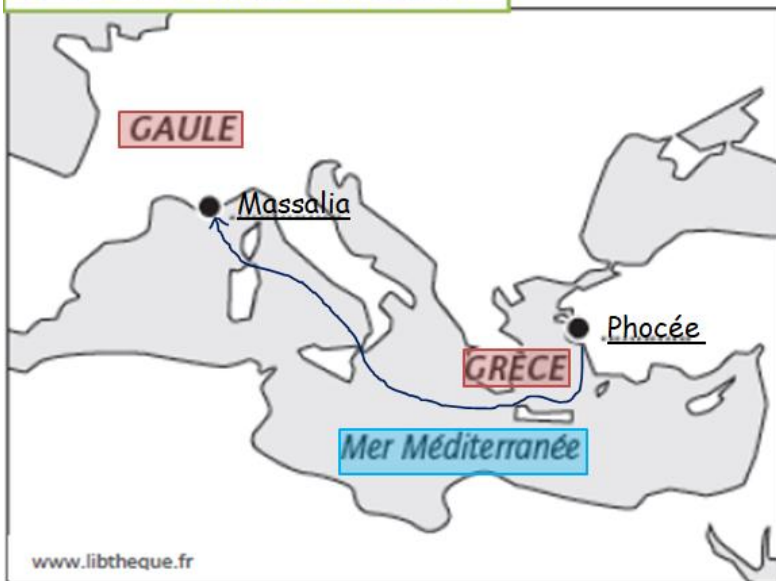 GAULE
Massalia
Phocée
GRÈCE
Mer Méditerranée
www.libtheque.fr